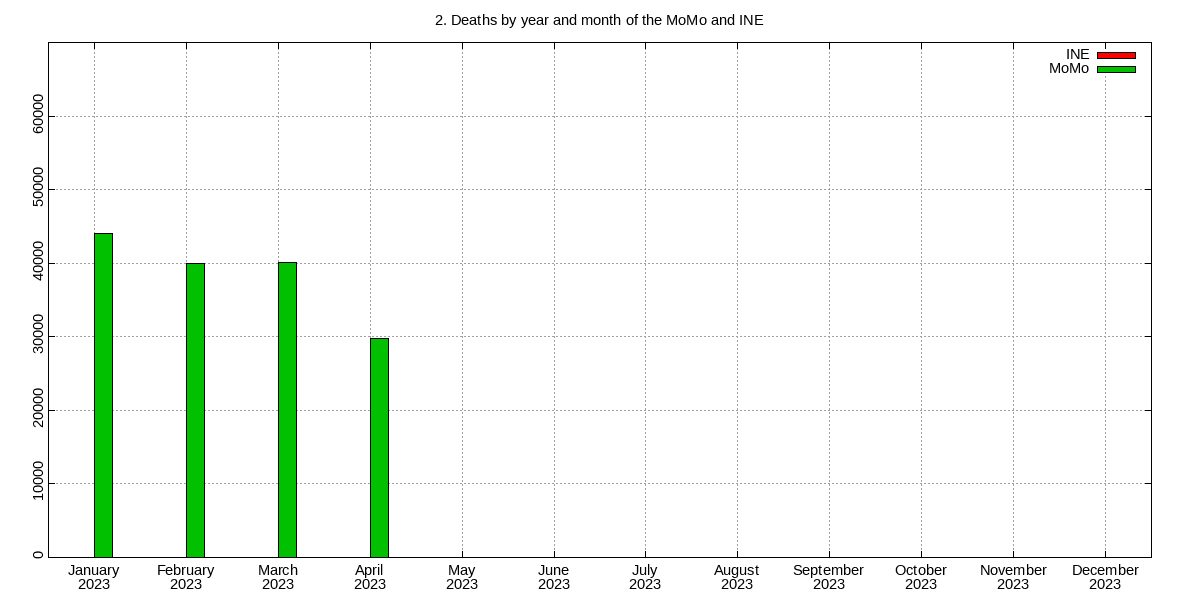 2. Deaths by year and month of the MoMo and INE
INE
MoMo
60000
50000
40000
30000
20000
10000
0
January February March April May June July August September October November December
2023 2023 2023 2023 2023 2023 2023 2023 2023 2023 2023 2023